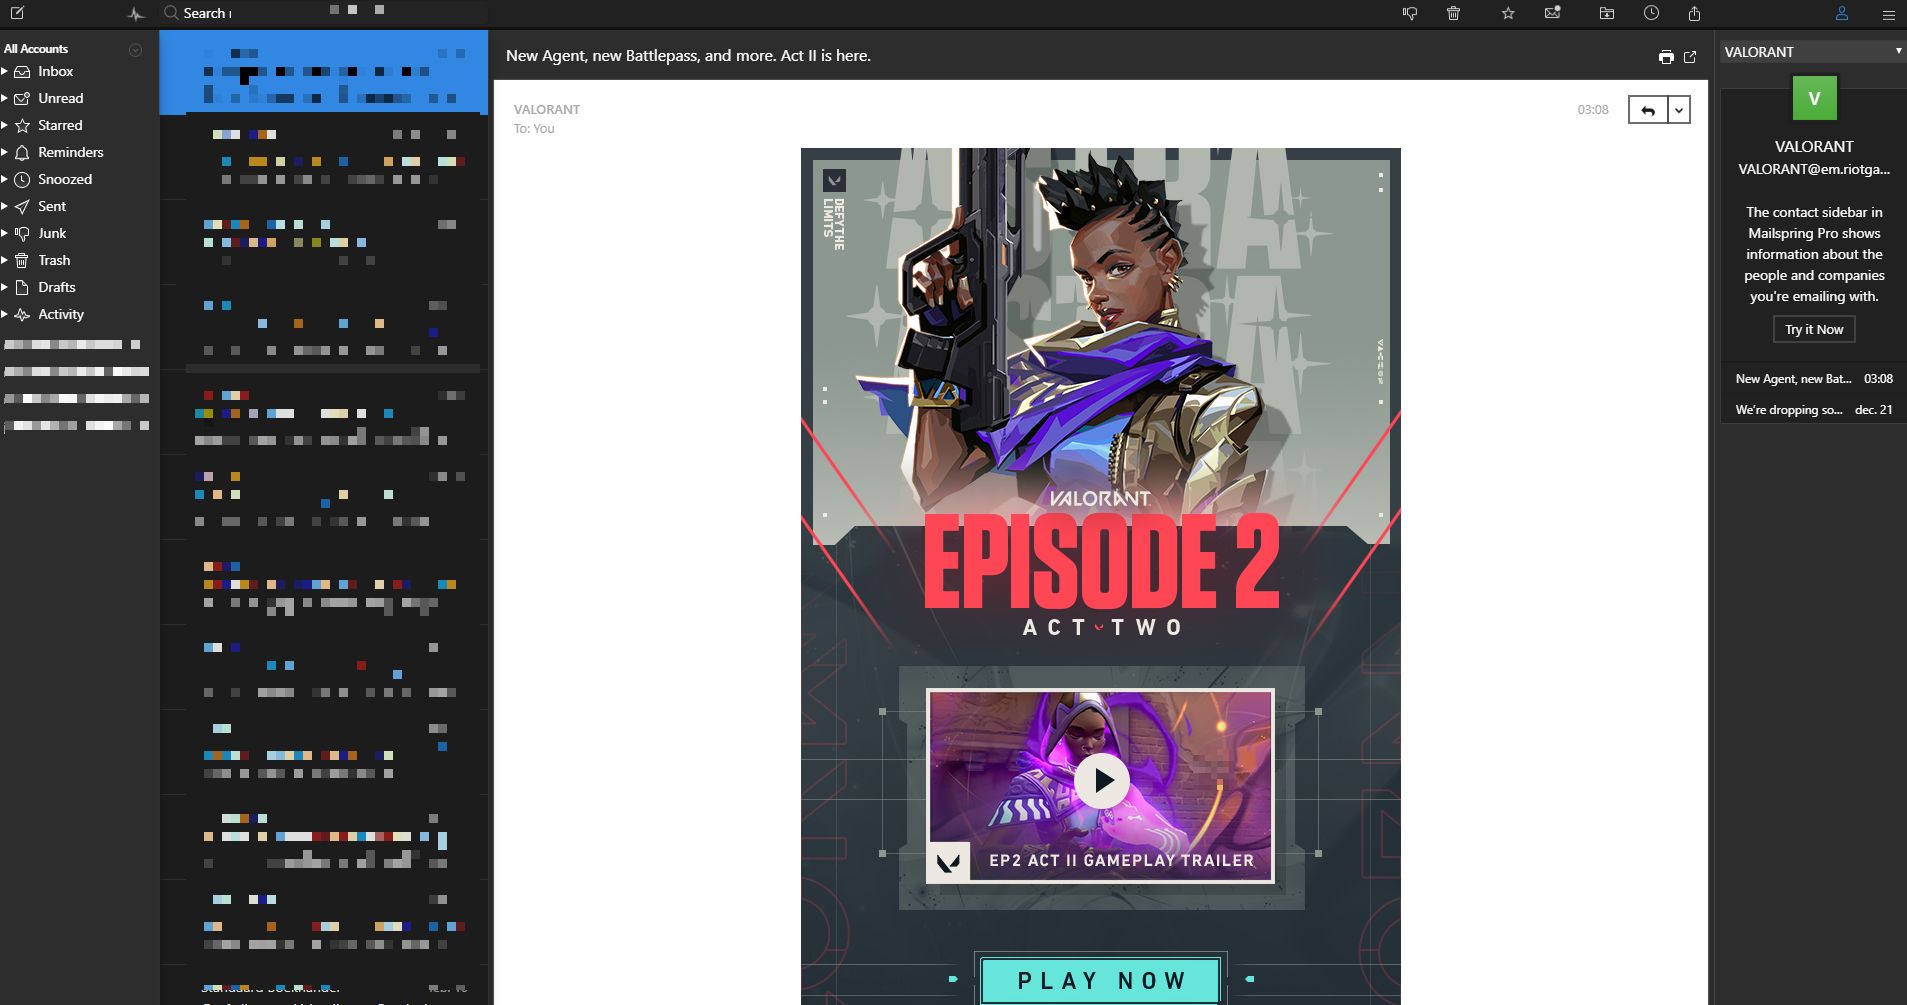 Search
All Accounts
Inbox
Unread
Starred
Reminders
Snoozed
Sent
Junk
Trash
Drafts
Activity
New Agent, new Battlepass, and more. Act II is here.
VALORANT
To: You
03:08
DEFY THE
LIMITS
ASTRA
VALORANT
EPISODE 2
ACT TWO
EP2 ACT II GAMEPLAY TRAILER
PLAY NOW
VALORANT
V
VALORANT
VALORANT@em.riotga...
The contact sidebar in
Mailspring Pro shows
information about the
people and companies
you're emailing with.
Try it Now
New Agent, new Bat... 03:08
We're dropping so... dec. 21